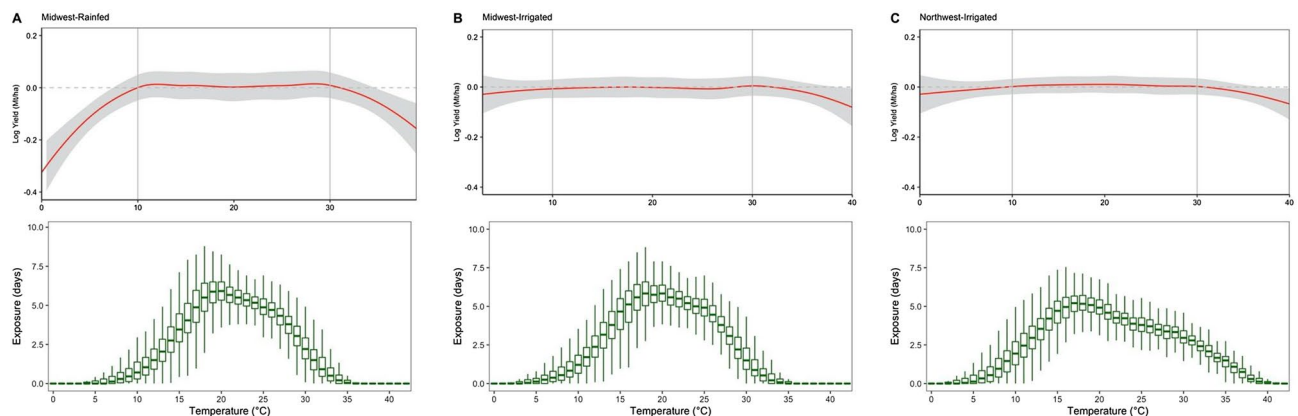 A Midwest-Rainfed
Log Yield (Mt/ha)
0.2
0.0
-0.2
-0.4
0 10 20 30
Exposure (days)
10.0
7.5
5.0
2.5
0.0
0 5 10 15 20 25 30 35 40
Temperature (°C)
B Midwest-Irrigated
Log Yield (Mt/ha)
0.2
0.0
-0.2
-0.4
10 20 30 40
Exposure (days)
10.0
7.5
5.0
2.5
0.0
0 5 10 15 20 25 30 35 40
Temperature (°C)
C Northwest-Irrigated
Log Yield (Mt/ha)
0.2
0.0
-0.2
-0.4
10 20 30 40
Exposure (days)
10.0
7.5
5.0
2.5
0.0
0 5 10 15 20 25 30 35 40
Temperature (°C)